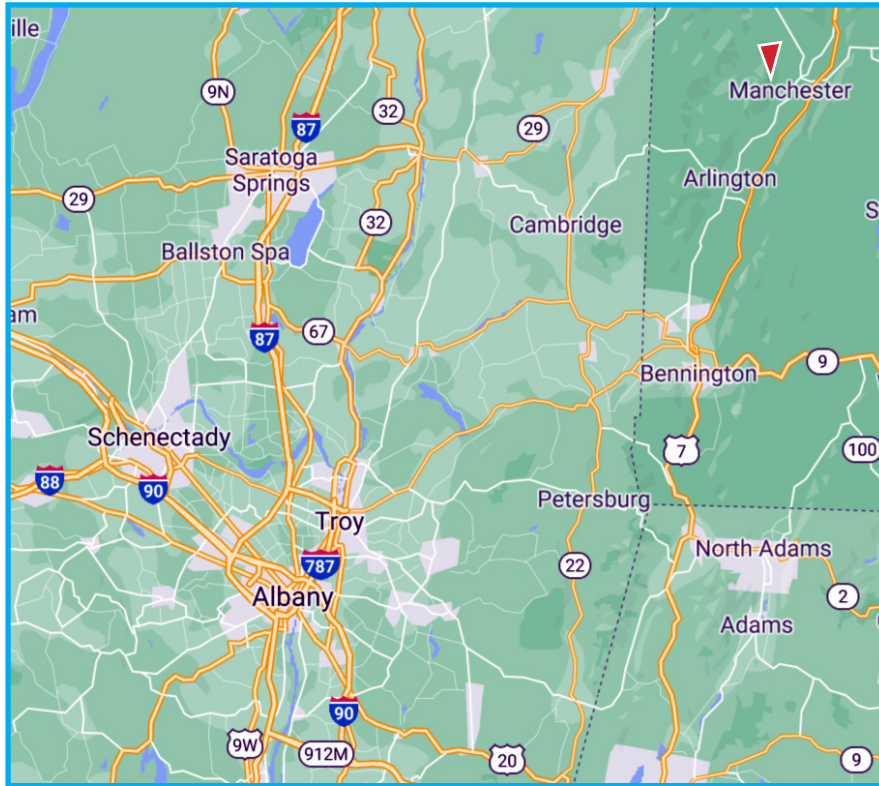 ille
9N
32
87
29
Manchester
Saratoga
Springs
Arlington
29
32
Cambridge
S
Ballston Spa
am
87
67
9
Bennington
Schenectady
7
100
88
90
Petersburg
Troy
North Adams
787
22
Albany
2
Adams
90
9W
912M
20
9